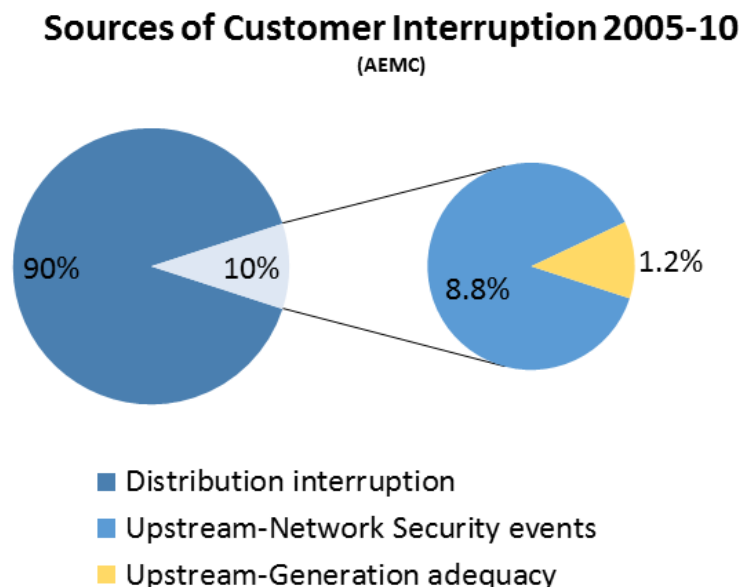 Sources of Customer Interruption 2005-10
(AEMC)
90%
10%
8.8%
1.2%
Distribution interruption
Upstream-Network Security events
Upstream-Generation adequacy